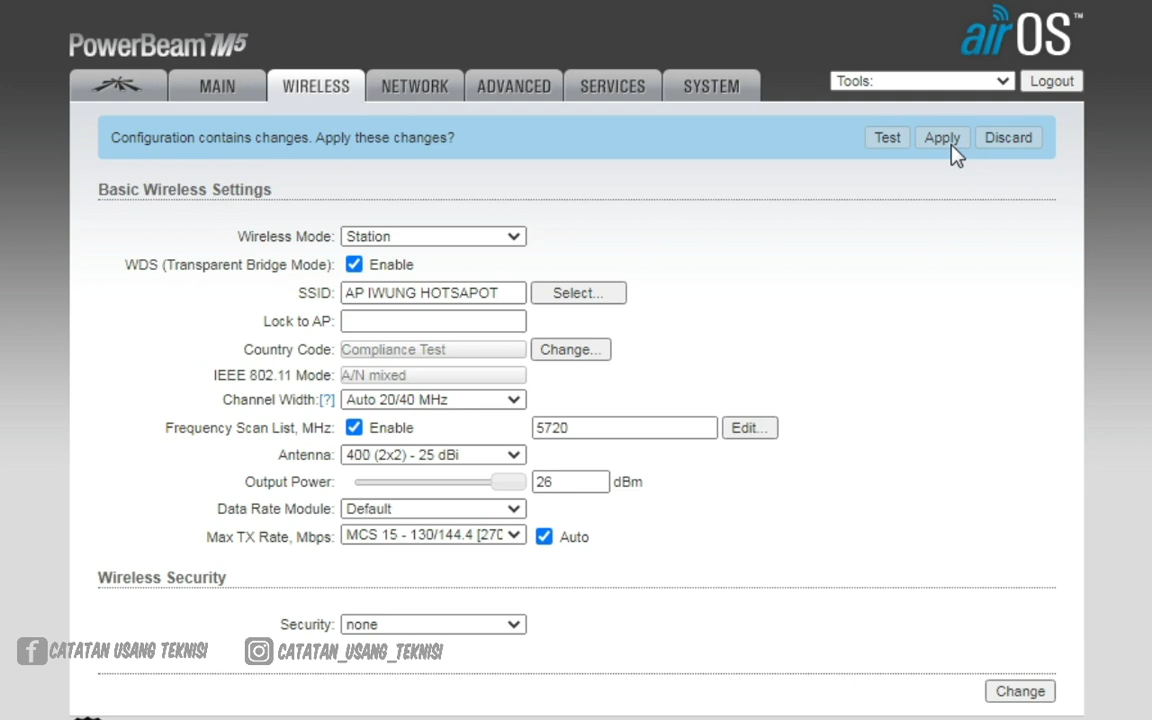 PowerBeam™M5
airOS™
MAIN
WIRELESS
NETWORK
ADVANCED
SERVICES
SYSTEM
Tools:
Logout
Configuration contains changes. Apply these changes?
Test
Apply
Discard
Basic Wireless Settings
Wireless Mode: Station
WDS (Transparent Bridge Mode): Enable
SSID: AP IWUNG HOTSAPOT Select...
Lock to AP:
Country Code: Compliance Test Change...
IEEE 802.11 Mode: A/N mixed
Channel Width:[?] Auto 20/40 MHz
Frequency Scan List, MHz: Enable 5720 Edit...
Antenna: 400 (2x2) - 25 dBi
Output Power: 26 dBm
Data Rate Module: Default
Max TX Rate, Mbps: MCS 15 - 130/144.4 [270 Auto
Wireless Security
Security: none
f CATATAN USANG TEKNISI
CATATAN_USANG_TEKNISI
Change